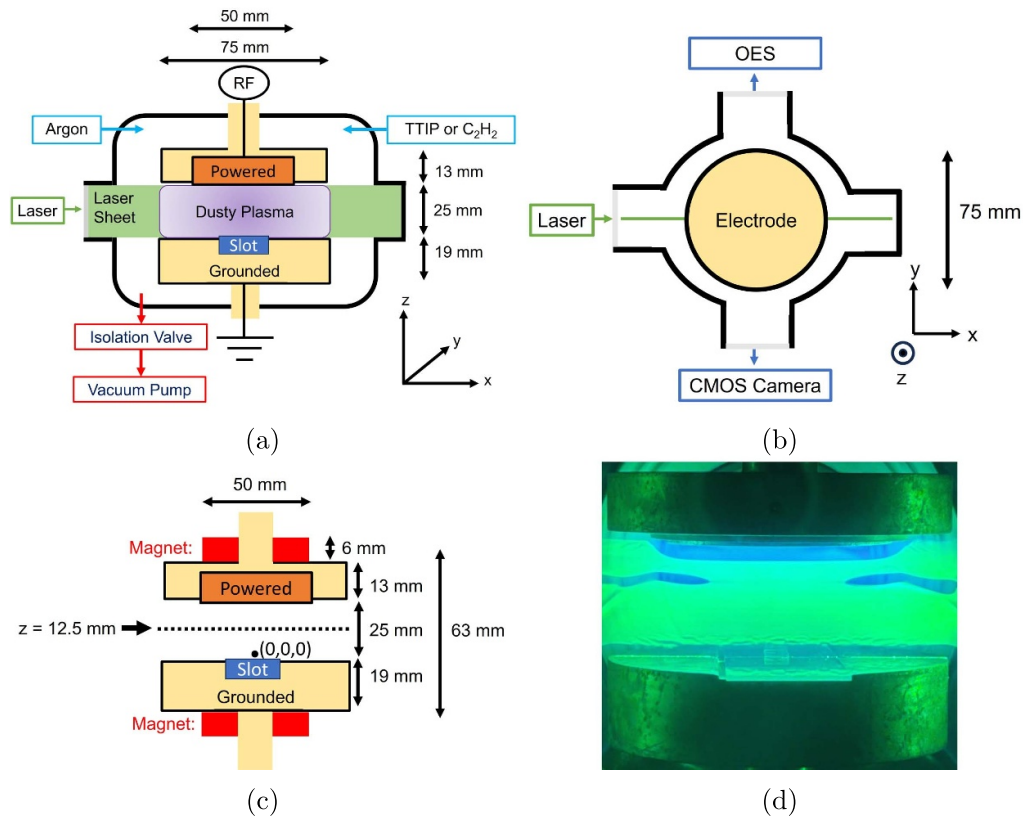 50 mm
75 mm
RF
Argon
TTIP or C₂H₂
Powered
13 mm
Laser
Laser
Sheet
Dusty Plasma
25 mm
Slot
19 mm
Grounded
Isolation Valve
Vacuum Pump
z
y
x
(a)
OES
Laser
Electrode
75 mm
y
x
z
CMOS Camera
(b)
50 mm
Magnet:
6 mm
Powered
13 mm
z = 12.5 mm
25 mm
63 mm
(0,0,0)
Slot
19 mm
Grounded
Magnet:
(c)
(d)